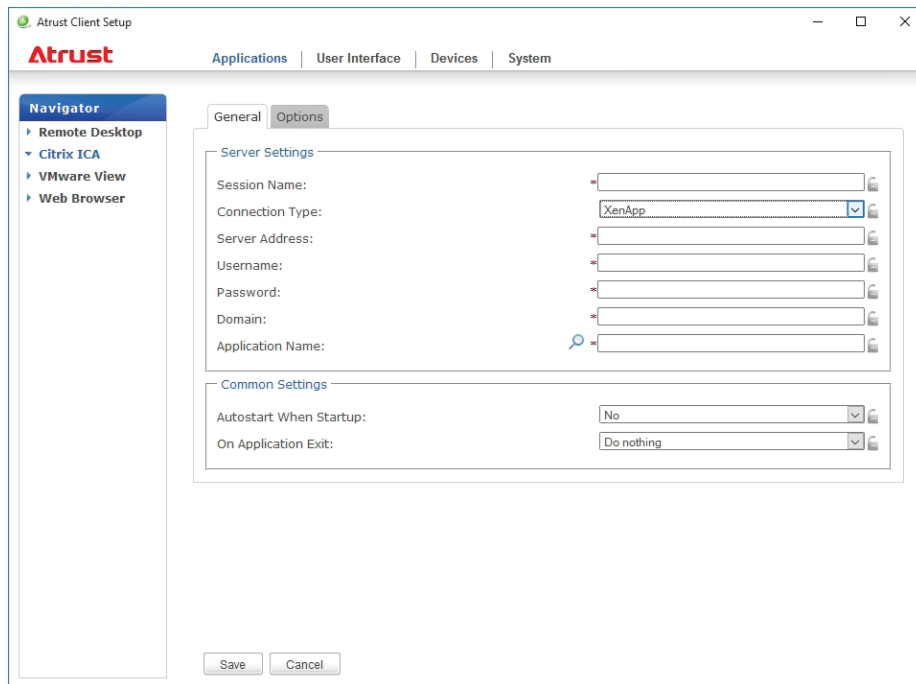 Atrust Client Setup
Atrust
Applications User Interface Devices System
Navigator
Remote Desktop
Citrix ICA
VMware View
Web Browser
General Options
Server Settings
Session Name: *
Connection Type: XenApp
Server Address: *
Username: *
Password: *
Domain: *
Application Name: *
Common Settings
Autostart When Startup: No
On Application Exit: Do nothing
Save Cancel